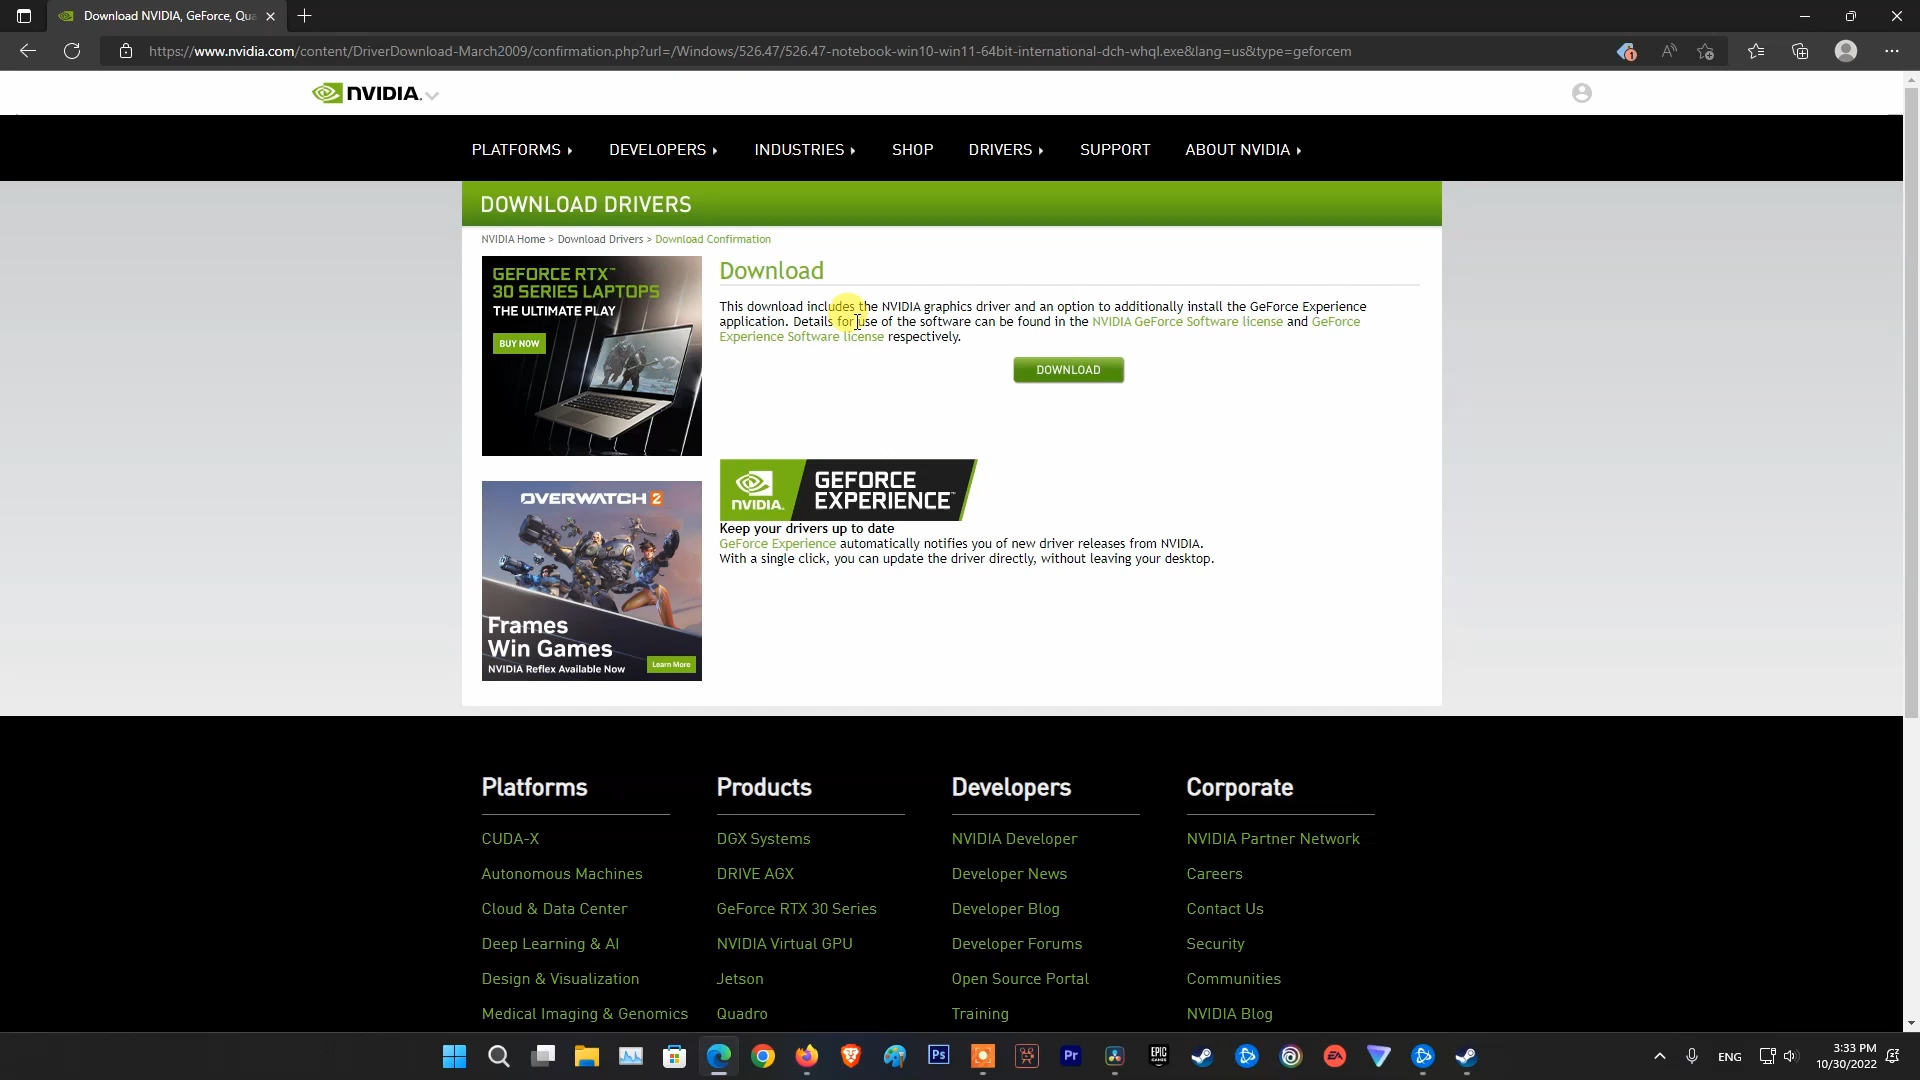 Download NVIDIA, GeForce, Qua
https://www.nvidia.com/content/DriverDownload-March2009/confirmation.php?url=/Windows/526.47/526.47-notebook-win10-win11-64bit-international-dch-whql.exe&lang=us&type=geforcem
1
NVIDIA.
PLATFORMS DEVELOPERS INDUSTRIES SHOP DRIVERS SUPPORT ABOUT NVIDIA
DOWNLOAD DRIVERS
NVIDIA Home > Download Drivers > Download Confirmation
GEFORCE RTX™
30 SERIES LAPTOPS
THE ULTIMATE PLAY
BUY NOW
Download
This download includes the NVIDIA graphics driver and an option to additionally install the GeForce Experience
application. Details for use of the software can be found in the NVIDIA GeForce Software license and GeForce
Experience Software license respectively.
DOWNLOAD
OVERWATCH 2
Frames
Win Games
NVIDIA Reflex Available Now
Learn More
NVIDIA.
GEFORCE
EXPERIENCE™
Keep your drivers up to date
GeForce Experience automatically notifies you of new driver releases from NVIDIA.
With a single click, you can update the driver directly, without leaving your desktop.
Platforms
CUDA-X
Autonomous Machines
Cloud & Data Center
Deep Learning & AI
Design & Visualization
Medical Imaging & Genomics
Products
DGX Systems
DRIVE AGX
GeForce RTX 30 Series
NVIDIA Virtual GPU
Jetson
Quadro
Developers
NVIDIA Developer
Developer News
Developer Blog
Developer Forums
Open Source Portal
Training
Corporate
NVIDIA Partner Network
Careers
Contact Us
Security
Communities
NVIDIA Blog
Ps
Pr
EPIC
GAMES
EA
ENG
3:33 PM
10/30/2022